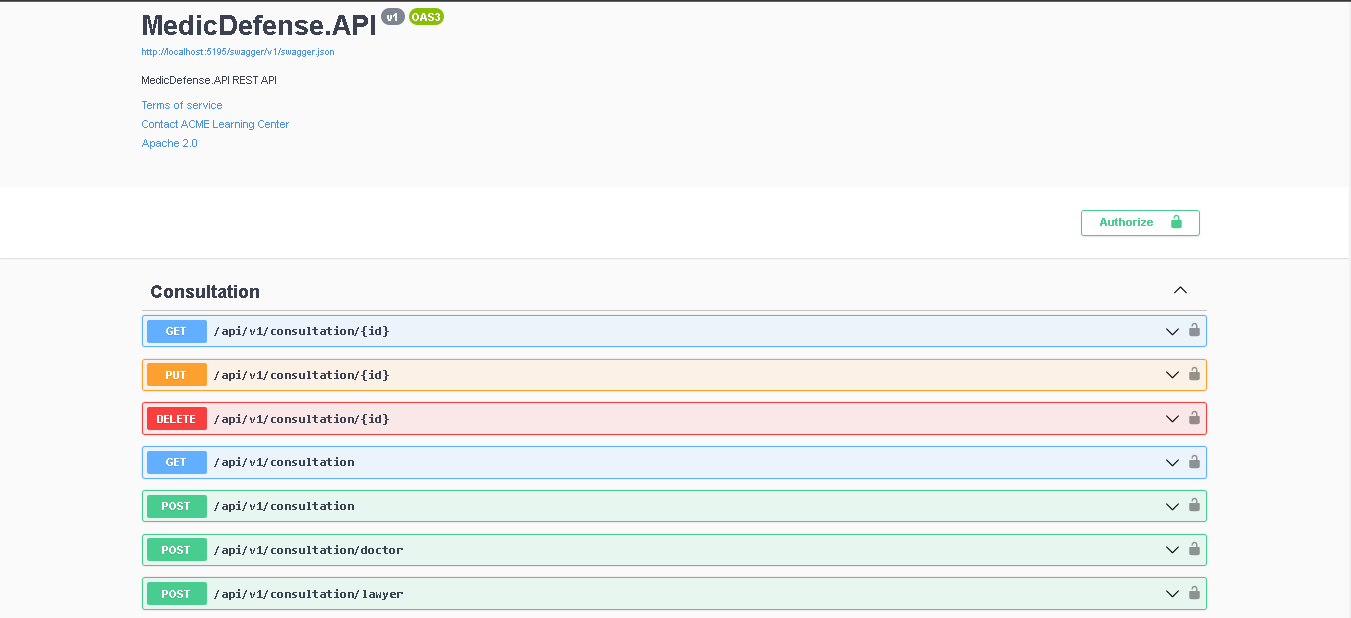 MedicDefense.API v1 OAS3
http://localhost:5195/swagger/v1/swagger.json
MedicDefense.API REST API
Terms of service
Contact ACME Learning Center
Apache 2.0
Authorize
Consultation
GET /api/v1/consultation/{id}
PUT /api/v1/consultation/{id}
DELETE /api/v1/consultation/{id}
GET /api/v1/consultation
POST /api/v1/consultation
POST /api/v1/consultation/doctor
POST /api/v1/consultation/lawyer